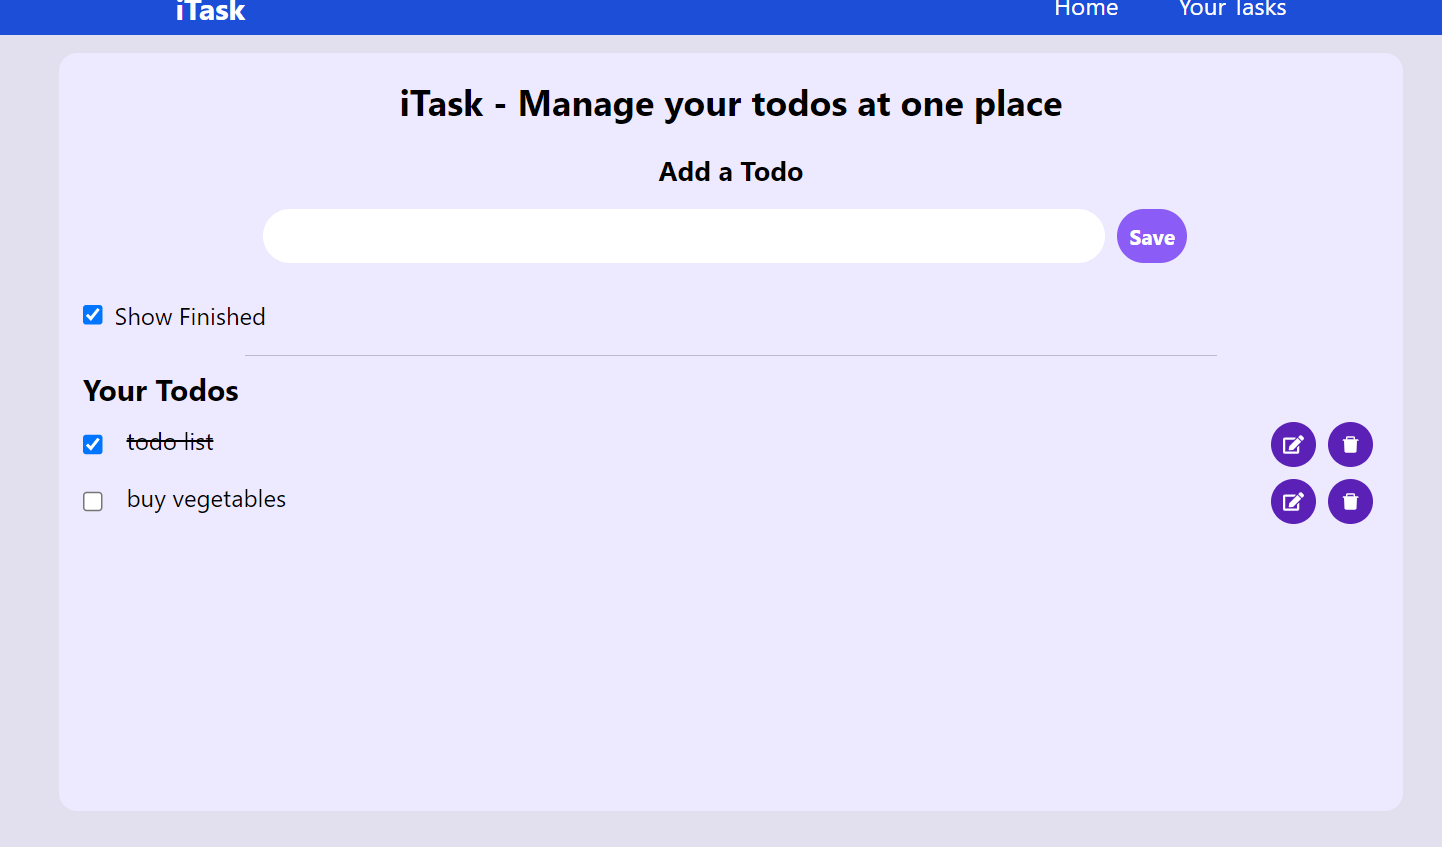 iTask Home Your Tasks
iTask - Manage your todos at one place
Add a Todo
Save
Show Finished
Your Todos
todo list
buy vegetables